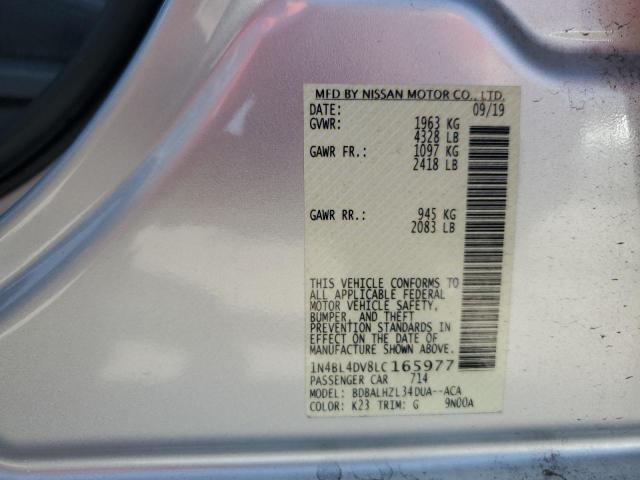 MFD BY NISSAN MOTOR CO., LTD.
DATE: 09/19
GVWR: 1963 KG
4328 LB
GAWR FR.: 1097 KG
2418 LB
GAWR RR.: 945 KG
2083 LB
THIS VEHICLE CONFORMS TO
ALL APPLICABLE FEDERAL
MOTOR VEHICLE SAFETY,
BUMPER, AND THEFT
PREVENTION STANDARDS IN
EFFECT ON THE DATE OF
MANUFACTURE SHOWN ABOVE.
1N4BL4DV8LC165977
PASSENGER CAR 714
MODEL: BDBALHZL34DUA--ACA
COLOR: K23 TRIM: G 9N00A